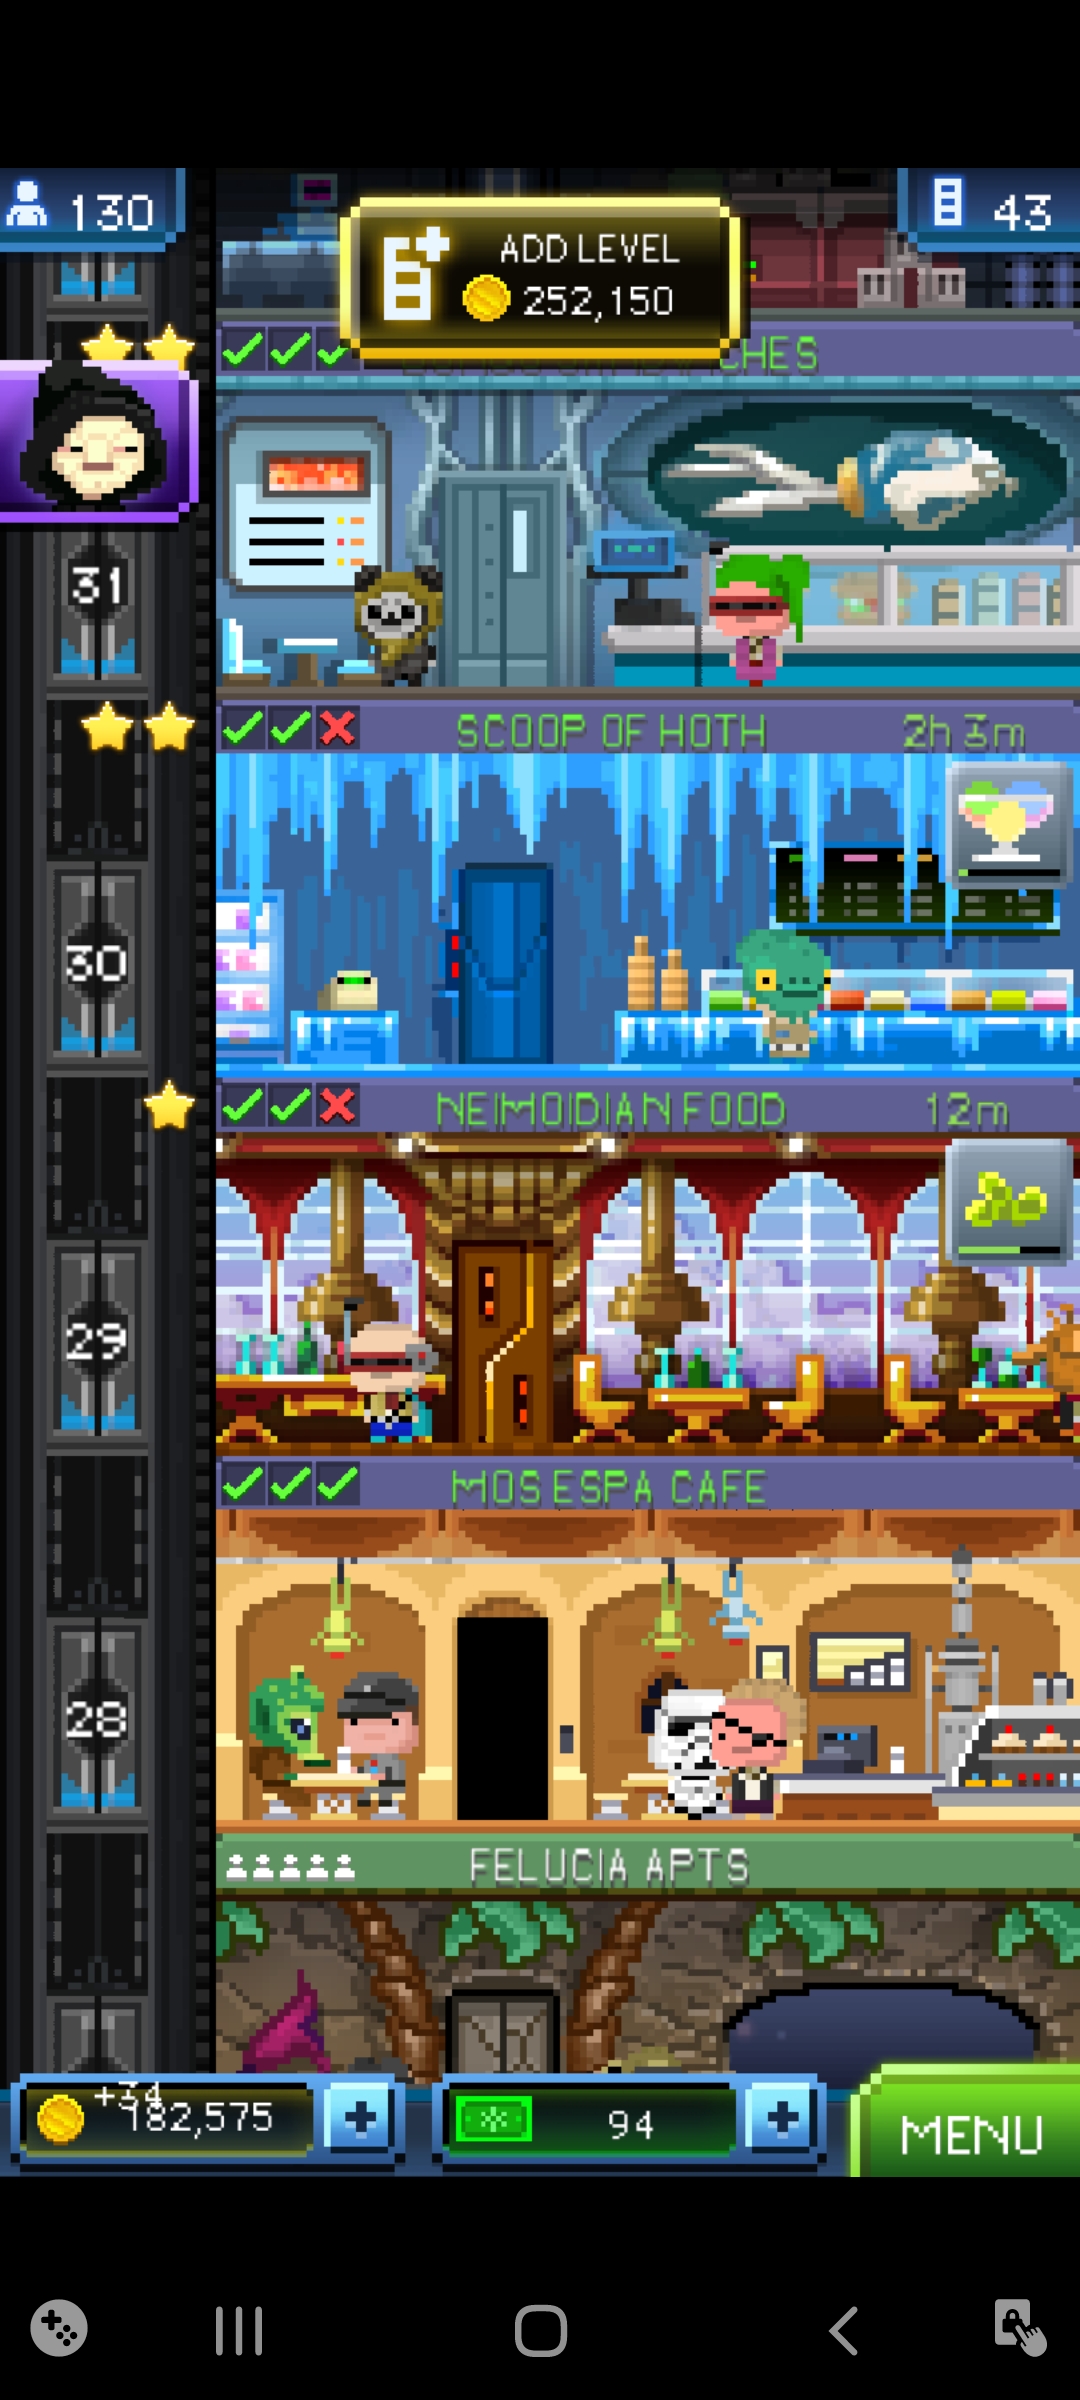 130
43
ADD LEVEL
252,150
CHES
31
SCOOP OF HOTH
2h 3m
30
NEIMOIDIAN FOOD
12m
29
MOS ESPA CAFE
28
FELUCIA APTS
+34
182,575
94
MENU